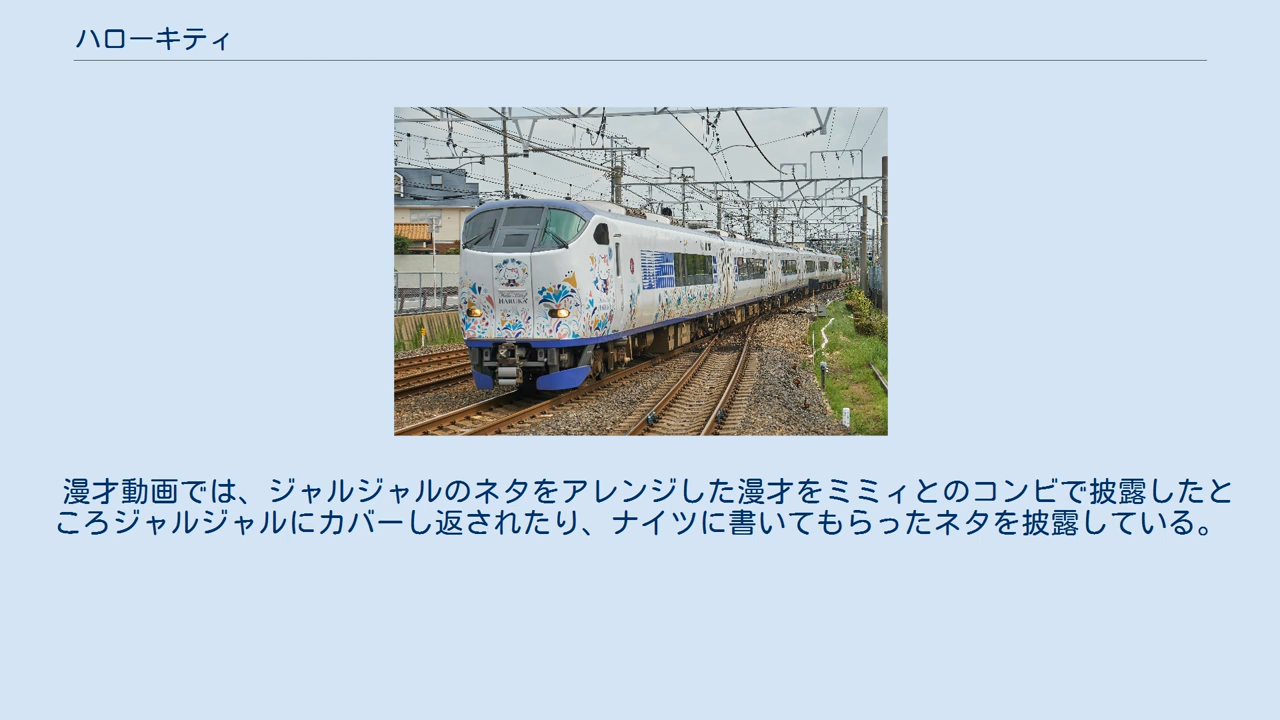 ハローキティ
HARUKA
漫才動画では、ジャルジャルのネタをアレンジした漫才をミミィとのコンビで披露したと
ころジャルジャルにカバーし返されたり、ナイツに書いてもらったネタを披露している。